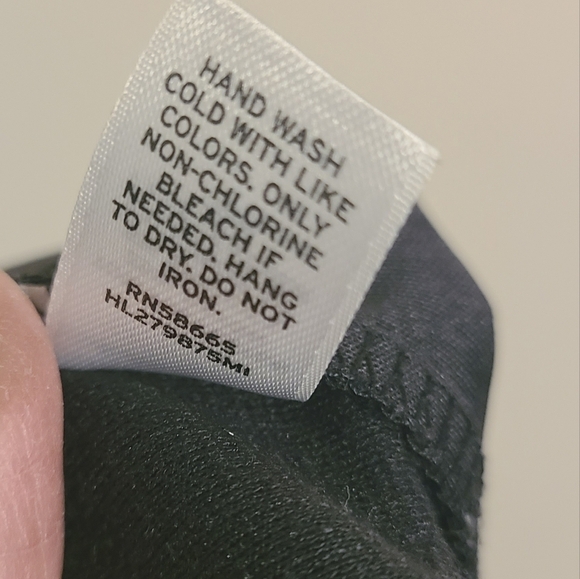 HAND WASH
COLD WITH LIKE
COLORS. ONLY
NON-CHLORINE
BLEACH IF
NEEDED. HANG
TO DRY. DO NOT
IRON.
RN58665
HL279875MI